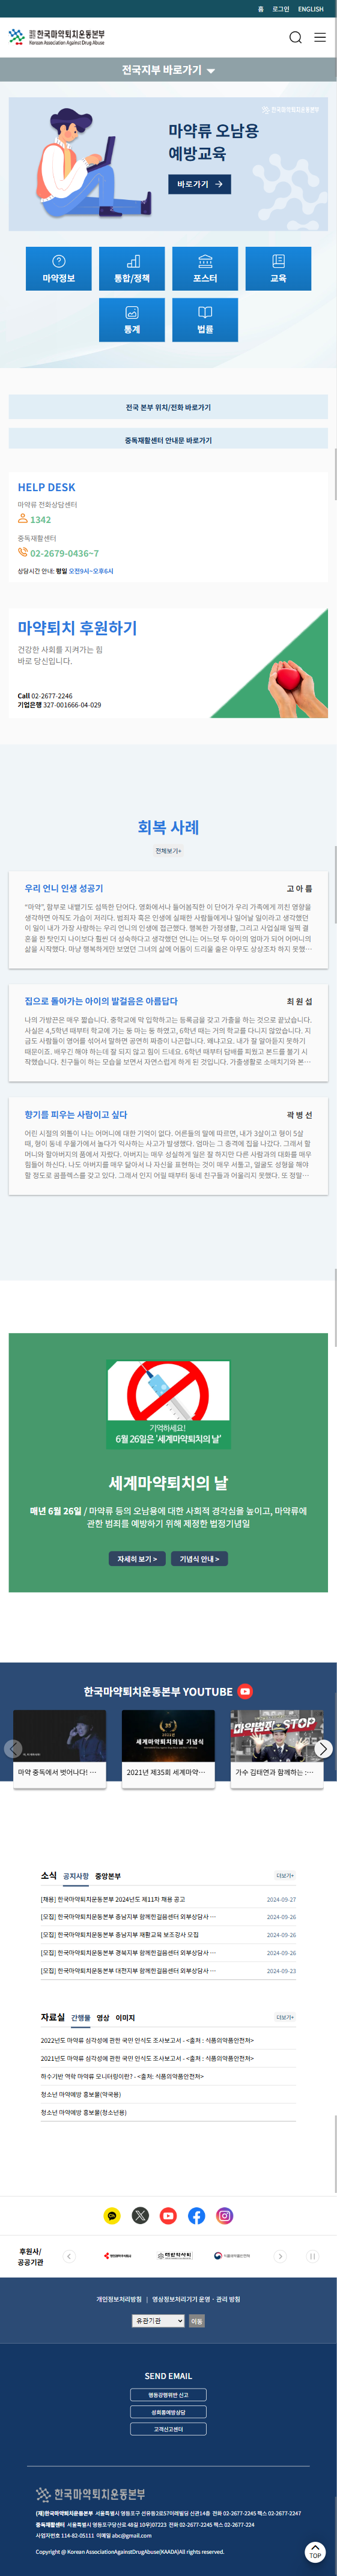 홈 로그인 ENGLISH
한국마약퇴치운동본부
Korean Association Against Drug Abuse
전국지부 바로가기
한국마약퇴치운동본부
마약류 오남용
예방교육
바로가기 →
마약정보 통합/정책 포스터 교육
통계 법률
전국 본부 위치/전화 바로가기
중독재활센터 안내문 바로가기
HELP DESK
마약류 전화상담센터
1342
중독재활센터
02-2679-0436~7
상담시간 안내: 평일 오전9시~오후6시
마약퇴치 후원하기
건강한 사회를 지켜가는 힘
바로 당신입니다.
Call 02-2677-2246
기업은행 327-001666-04-029
회복 사례
전체보기+
우리 언니 인생 성공기 고 아 름
"마약", 함부로 내뱉기도 섬뜩한 단어다. 영화에서나 들어봄직한 이 단어가 우리 가족에게 끼친 영향을
생각하면 아직도 가슴이 저리다. 범죄자 혹은 인생에 실패한 사람들에게나 일어날 일이라고 생각했던
이 일이 내가 가장 사랑하는 우리 언니의 인생에 접근했다. 행복한 가정생활, 그리고 사업실패 일찍 결
혼을 한 탓인지 나이보다 훨씬 더 성숙하다고 생각했던 언니는 어느덧 두 아이의 엄마가 되어 어머니의
삶을 시작했다. 마냥 행복하게만 보였던 그녀의 삶에 어둠이 드리울 줄은 아무도 상상조차 하지 못했…
집으로 돌아가는 아이의 발걸음은 아름답다 최 원 섭
나의 가방끈은 매우 짧습니다. 중학교에 막 입학하고는 등록금을 갖고 가출을 하는 것으로 끝났습니다.
사실은 4,5학년 때부터 학교에 가는 둥 마는 둥 하였고, 6학년 때는 거의 학교를 다니지 않았습니다. 지
금도 사람들이 영어를 섞어서 말하면 공연히 짜증이 나곤합니다. 왜냐고요. 내가 잘 알아듣지 못하기
때문이죠. 배우긴 해야 하는데 잘 되지 않고 힘이 드네요. 6학년 때부터 담배를 피웠고 본드를 불기 시
작했습니다. 친구들이 하는 모습을 보면서 자연스럽게 하게 된 것입니다. 가출생활로 소매치기와 본…
향기를 피우는 사람이고 싶다 곽 병 선
어린 시절의 외톨이 나는 어머니에 대한 기억이 없다. 어른들의 말에 따르면, 내가 3살이고 형이 5살
때, 형이 동네 우물가에서 놀다가 익사하는 사고가 발생했다. 엄마는 그 충격에 집을 나갔다. 그래서 할
머니와 할아버지의 품에서 자랐다. 아버지는 매우 성실하게 일은 잘 하지만 다른 사람과의 대화를 매우
힘들어 하신다. 나도 아버지를 매우 닮아서 나 자신을 표현하는 것이 매우 서툴고, 얼굴도 성형을 해야
할 정도로 콤플렉스를 갖고 있다. 그래서 인지 어릴 때부터 동네 친구들과 어울리지 못했다. 또 정말…
기억하세요!
6월 26일은 '세계마약퇴치의 날'
세계마약퇴치의 날
매년 6월 26일 / 마약류 등의 오남용에 대한 사회적 경각심을 높이고, 마약류에
관한 범죄를 예방하기 위해 제정한 법정기념일
자세히 보기 > 기념식 안내 >
한국마약퇴치운동본부 YOUTUBE
세계마약퇴치의날 기념식
마약범죄 STOP
마약 중독에서 벗어나다! … 2021년 제35회 세계마약… 가수 김태연과 함께하는 :…
소식 공지사항 중앙본부 더보기+
[채용] 한국마약퇴치운동본부 2024년도 제11차 채용 공고 2024-09-27
[모집] 한국마약퇴치운동본부 충남지부 함께한걸음센터 외부상담사 … 2024-09-26
[모집] 한국마약퇴치운동본부 충남지부 재활교육 보조강사 모집 2024-09-26
[모집] 한국마약퇴치운동본부 경북지부 함께한걸음센터 외부상담사 … 2024-09-26
[모집] 한국마약퇴치운동본부 대전지부 함께한걸음센터 외부상담사 … 2024-09-23
자료실 간행물 영상 이미지 더보기+
2022년도 마약류 심각성에 관한 국민 인식도 조사보고서 - <출처 : 식품의약품안전처>
2021년도 마약류 심각성에 관한 국민 인식도 조사보고서 - <출처 : 식품의약품안전처>
하수기반 역학 마약류 모니터링이란? - <출처: 식품의약품안전처>
청소년 마약예방 홍보물(약국용)
청소년 마약예방 홍보물(청소년용)
후원사/
공공기관
대한약사회 식품의약품안전처
개인정보처리방침 | 영상정보처리기기 운영 · 관리 방침
유관기관 이동
SEND EMAIL
행동강령위반 신고
성희롱예방상담
고객신고센터
한국마약퇴치운동본부
(재)한국마약퇴치운동본부 서울특별시 영등포구 선유동2로57이레빌딩 신관14층 전화 02-2677-2245 팩스 02-2677-2247
중독재활센터 서울특별시 영등포구당산로 48길 10우)07223 전화 02-2677-2245 팩스 02-2677-224
사업자번호 114-82-05111 이메일 abc@gmail.com
Copyright @ Korean AssociationAgainstDrugAbuse(KAADA)All rights reserved.
TOP